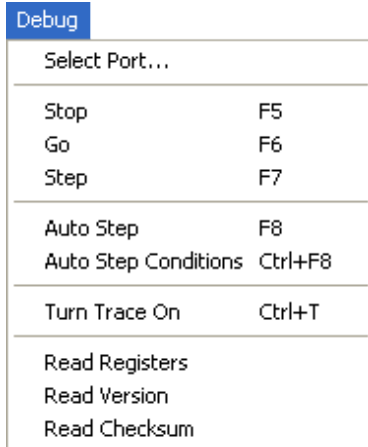 Debug
Select Port...
Stop F5
Go F6
Step F7
Auto Step F8
Auto Step Conditions Ctrl+F8
Turn Trace On Ctrl+T
Read Registers
Read Version
Read Checksum